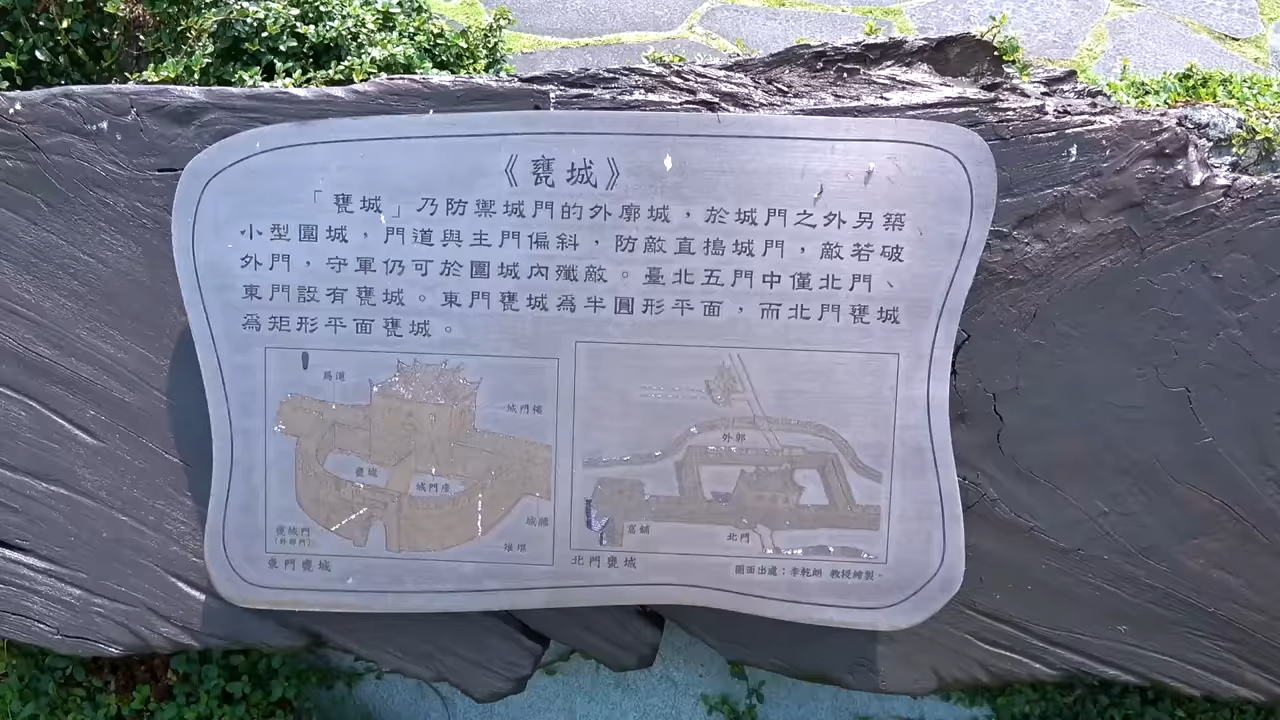 《甕城》
「甕城」乃防禦城門的外廓城，於城門之外另築
小型圍城，門道與主門偏斜，防敵直搗城門，敵若破
外門，守軍仍可於圍城內殲敵。臺北五門中僅北門、
東門設有甕城。東門甕城為半圓形平面，而北門甕城
為矩形平面甕城。
馬道
城門樓
甕城
城門座
甕城門
(外郭門)
城牆
雉堞
東門甕城
外郭
窩舖
北門
北門甕城
圖面出處：李乾朗 教授繪製。